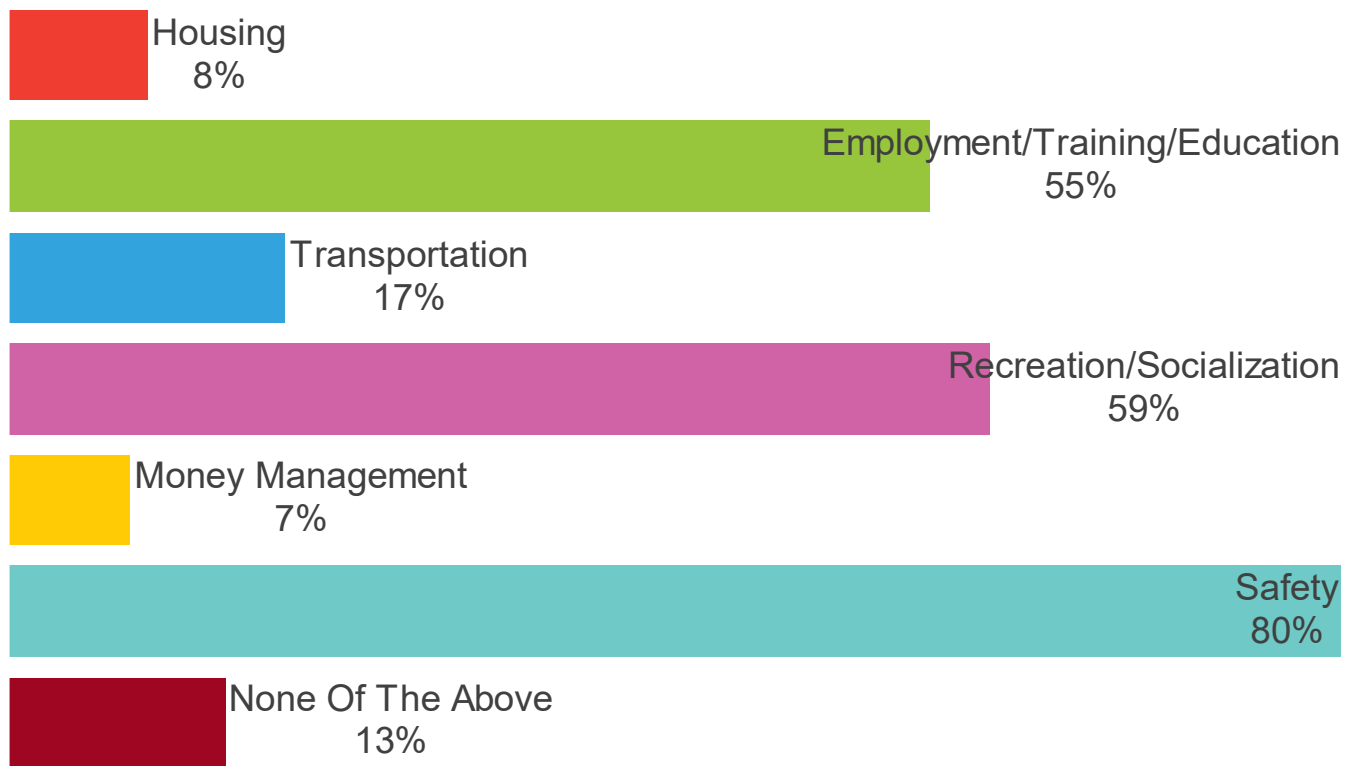 Housing
8%
Employment/Training/Education
55%
Transportation
17%
Recreation/Socialization
59%
Money Management
7%
Safety
80%
None Of The Above
13%